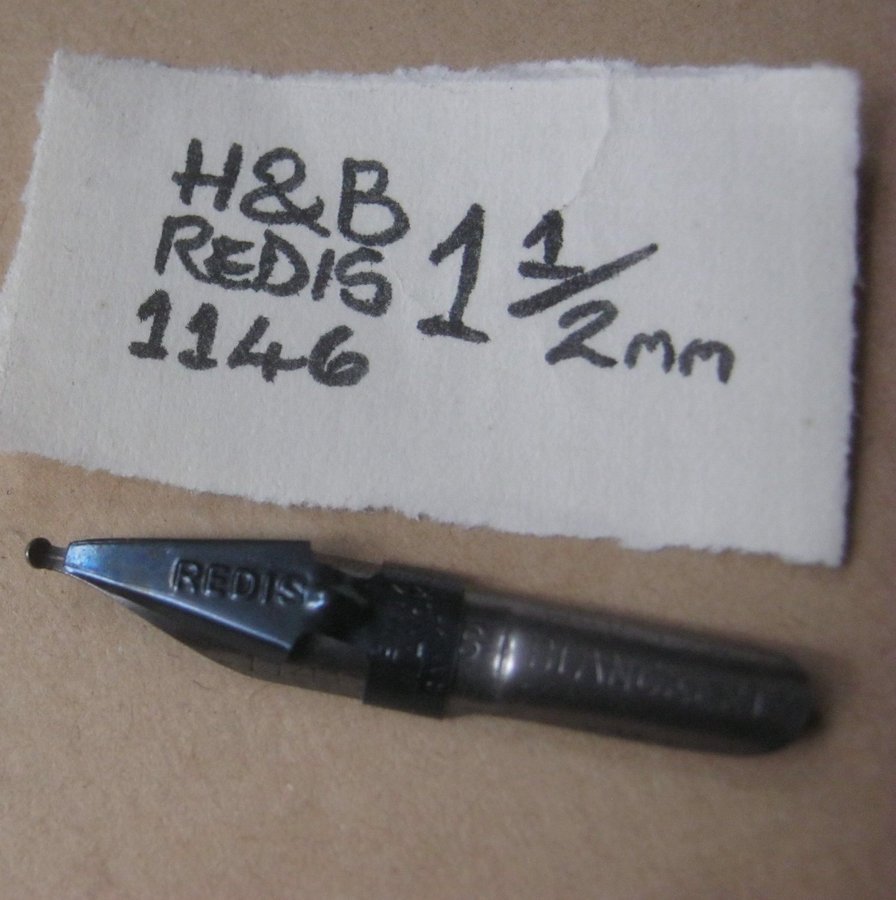 H&B
REDIS
1146
1 1/2mm
REDIS